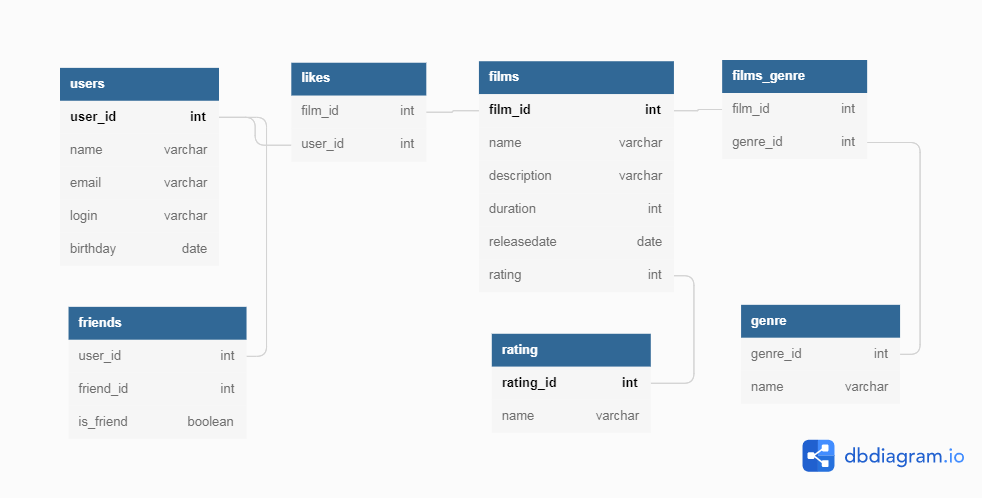 users
user_id int
name varchar
email varchar
login varchar
birthday date
likes
film_id int
user_id int
films
film_id int
name varchar
description varchar
duration int
releasedate date
rating int
films_genre
film_id int
genre_id int
friends
user_id int
friend_id int
is_friend boolean
rating
rating_id int
name varchar
genre
genre_id int
name varchar
dbdiagram.io